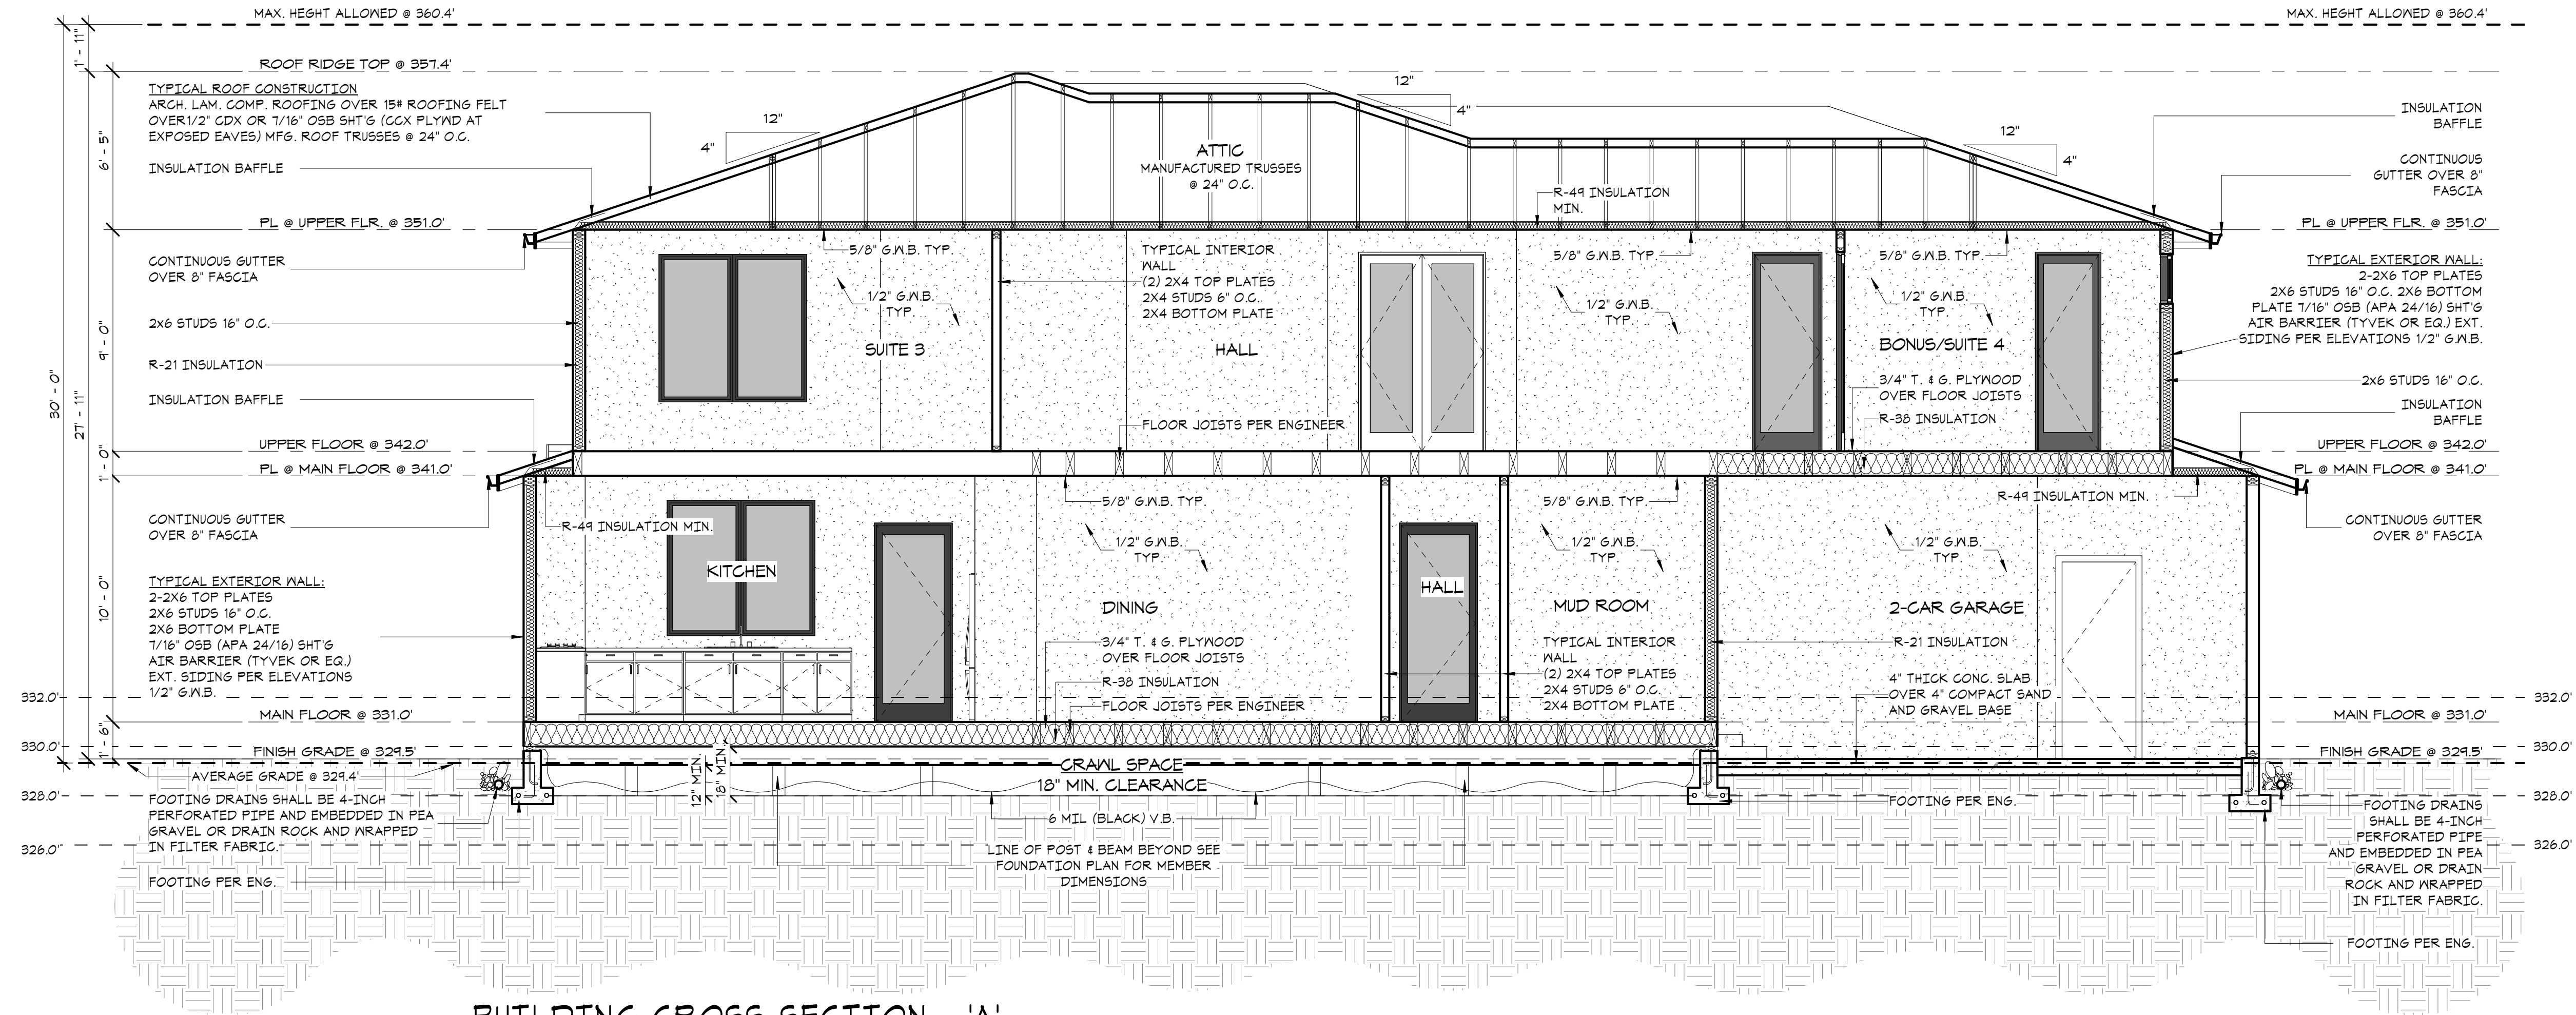 MAX. HEGHT ALLOWED @ 360.4'
MAX. HEGHT ALLOWED @ 360.4'
1' - 11"
ROOF RIDGE TOP @ 357.4'
TYPICAL ROOF CONSTRUCTION
ARCH. LAM. COMP. ROOFING OVER 15# ROOFING FELT
OVER1/2" CDX OR 7/16" OSB SHT'G (CCX PLYWD AT
EXPOSED EAVES) MFG. ROOF TRUSSES @ 24" O.C.
INSULATION BAFFLE
6' - 5"
PL @ UPPER FLR. @ 351.0'
CONTINUOUS GUTTER
OVER 8" FASCIA
2x6 STUDS 16" O.C.
9' - 0"
R-21 INSULATION
30' - 0"
27' - 11"
INSULATION BAFFLE
UPPER FLOOR @ 342.0'
1' - 0"
PL @ MAIN FLOOR @ 341.0'
CONTINUOUS GUTTER
OVER 8" FASCIA
10' - 0"
TYPICAL EXTERIOR WALL:
2-2X6 TOP PLATES
2X6 STUDS 16" O.C.
2X6 BOTTOM PLATE
7/16" OSB (APA 24/16) SHT'G
AIR BARRIER (TYVEK OR EQ.)
EXT. SIDING PER ELEVATIONS
1/2" G.W.B.
332.0'
MAIN FLOOR @ 331.0'
1' - 6"
330.0'
FINISH GRADE @ 329.5'
AVERAGE GRADE @ 329.4'
328.0'
FOOTING DRAINS SHALL BE 4-INCH
PERFORATED PIPE AND EMBEDDED IN PEA
GRAVEL OR DRAIN ROCK AND WRAPPED
IN FILTER FABRIC.
326.0'
FOOTING PER ENG.
12"
4"
12"
4"
12"
4"
ATTIC
MANUFACTURED TRUSSES
@ 24" O.C.
R-49 INSULATION
MIN.
5/8" G.W.B. TYP.
1/2" G.W.B.
TYP.
SUITE 3
TYPICAL INTERIOR
WALL
(2) 2X4 TOP PLATES
2X4 STUDS 6" O.C.
2X4 BOTTOM PLATE
HALL
FLOOR JOISTS PER ENGINEER
5/8" G.W.B. TYP.
1/2" G.W.B.
TYP.
5/8" G.W.B. TYP.
1/2" G.W.B.
TYP.
BONUS/SUITE 4
3/4" T. & G. PLYWOOD
OVER FLOOR JOISTS
R-38 INSULATION
R-49 INSULATION MIN.
KITCHEN
5/8" G.W.B. TYP.
1/2" G.W.B.
TYP.
DINING
3/4" T. & G. PLYWOOD
OVER FLOOR JOISTS
R-38 INSULATION
FLOOR JOISTS PER ENGINEER
HALL
5/8" G.W.B. TYP.
1/2" G.W.B.
TYP.
MUD ROOM
TYPICAL INTERIOR
WALL
(2) 2X4 TOP PLATES
2X4 STUDS 6" O.C.
2X4 BOTTOM PLATE
R-49 INSULATION MIN.
1/2" G.W.B.
TYP.
2-CAR GARAGE
R-21 INSULATION
4" THICK CONC. SLAB
OVER 4" COMPACT SAND
AND GRAVEL BASE
12" MIN.
18" MIN.
CRAWL SPACE
18" MIN. CLEARANCE
6 MIL (BLACK) V.B.
LINE OF POST & BEAM BEYOND SEE
FOUNDATION PLAN FOR MEMBER
DIMENSIONS
FOOTING PER ENG.
INSULATION
BAFFLE
CONTINUOUS
GUTTER OVER 8"
FASCIA
PL @ UPPER FLR. @ 351.0'
TYPICAL EXTERIOR WALL:
2-2X6 TOP PLATES
2X6 STUDS 16" O.C. 2X6 BOTTOM
PLATE 7/16" OSB (APA 24/16) SHT'G
AIR BARRIER (TYVEK OR EQ.) EXT.
SIDING PER ELEVATIONS 1/2" G.W.B.
2x6 STUDS 16" O.C.
INSULATION
BAFFLE
UPPER FLOOR @ 342.0'
PL @ MAIN FLOOR @ 341.0'
CONTINUOUS GUTTER
OVER 8" FASCIA
332.0'
MAIN FLOOR @ 331.0'
330.0'
FINISH GRADE @ 329.5'
328.0'
FOOTING DRAINS
SHALL BE 4-INCH
PERFORATED PIPE
AND EMBEDDED IN PEA
GRAVEL OR DRAIN
ROCK AND WRAPPED
IN FILTER FABRIC.
326.0'
FOOTING PER ENG.
BUILDING CROSS SECTION - 'A'